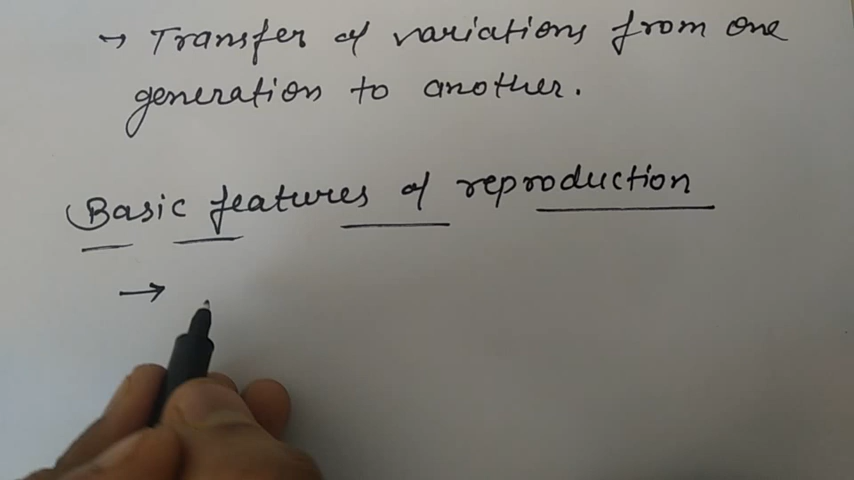 → Transfer of variations from one
generation to another.
Basic features of reproduction
→